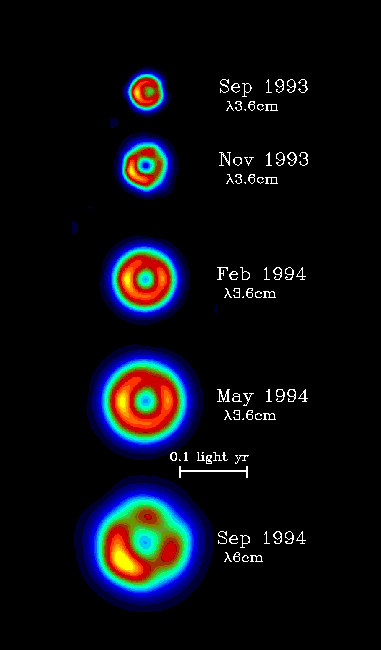 Sep 1993
λ3.6cm
Nov 1993
λ3.6cm
Feb 1994
λ3.6cm
May 1994
λ3.6cm
0.1 light yr
Sep 1994
λ6cm